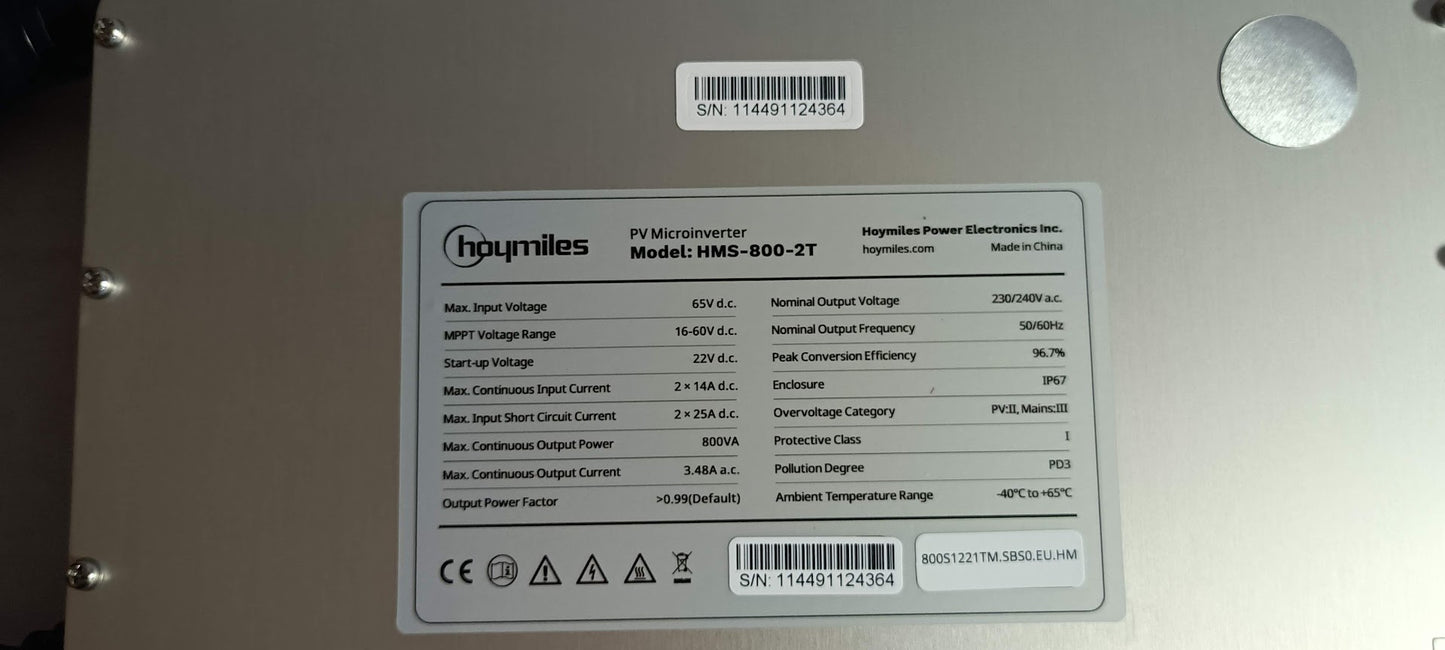 S/N: 114491124364
hoymiles
PV Microinverter
Model: HMS-800-2T
Hoymiles Power Electronics Inc.
hoymiles.com Made in China
Max. Input Voltage 65V d.c.
MPPT Voltage Range 16-60V d.c.
Start-up Voltage 22V d.c.
Max. Continuous Input Current 2 × 14A d.c.
Max. Input Short Circuit Current 2 × 25A d.c.
Max. Continuous Output Power 800VA
Max. Continuous Output Current 3.48A a.c.
Output Power Factor >0.99(Default)
Nominal Output Voltage 230/240V a.c.
Nominal Output Frequency 50/60Hz
Peak Conversion Efficiency 96.7%
Enclosure IP67
Overvoltage Category PV:II, Mains:III
Protective Class I
Pollution Degree PD3
Ambient Temperature Range -40°C to +65°C
CE
S/N: 114491124364
800S1221TM.SBS0.EU.HM